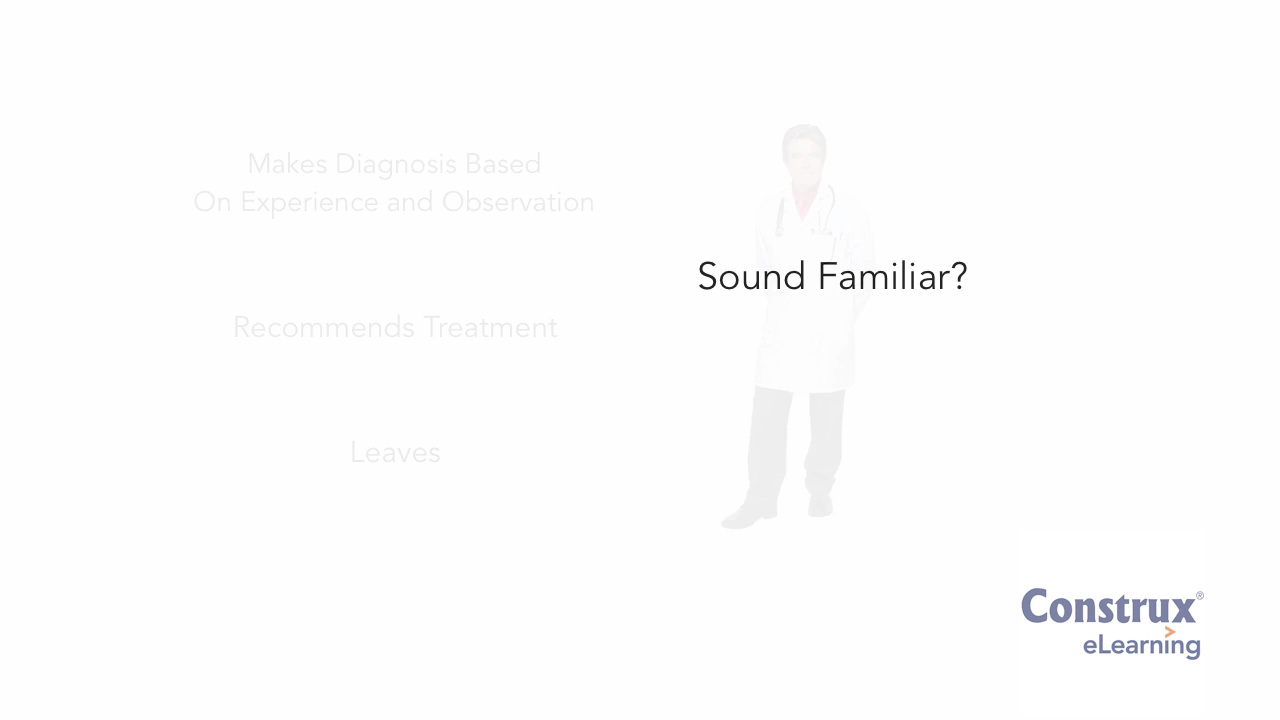 Makes Diagnosis Based
On Experience and Observation
Sound Familiar?
Recommends Treatment
Leaves
Construx®
eLearning